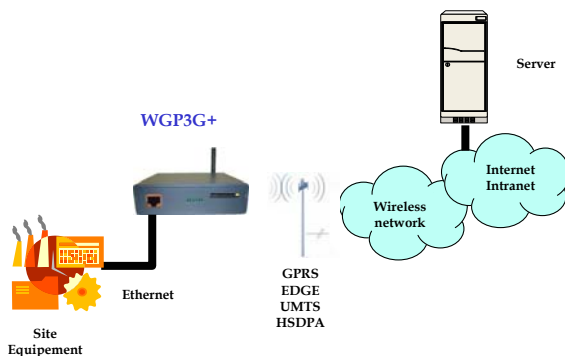 Server
WGP3G+
Internet
Intranet
Wireless
network
GPRS
EDGE
UMTS
HSDPA
Ethernet
Site
Equipement